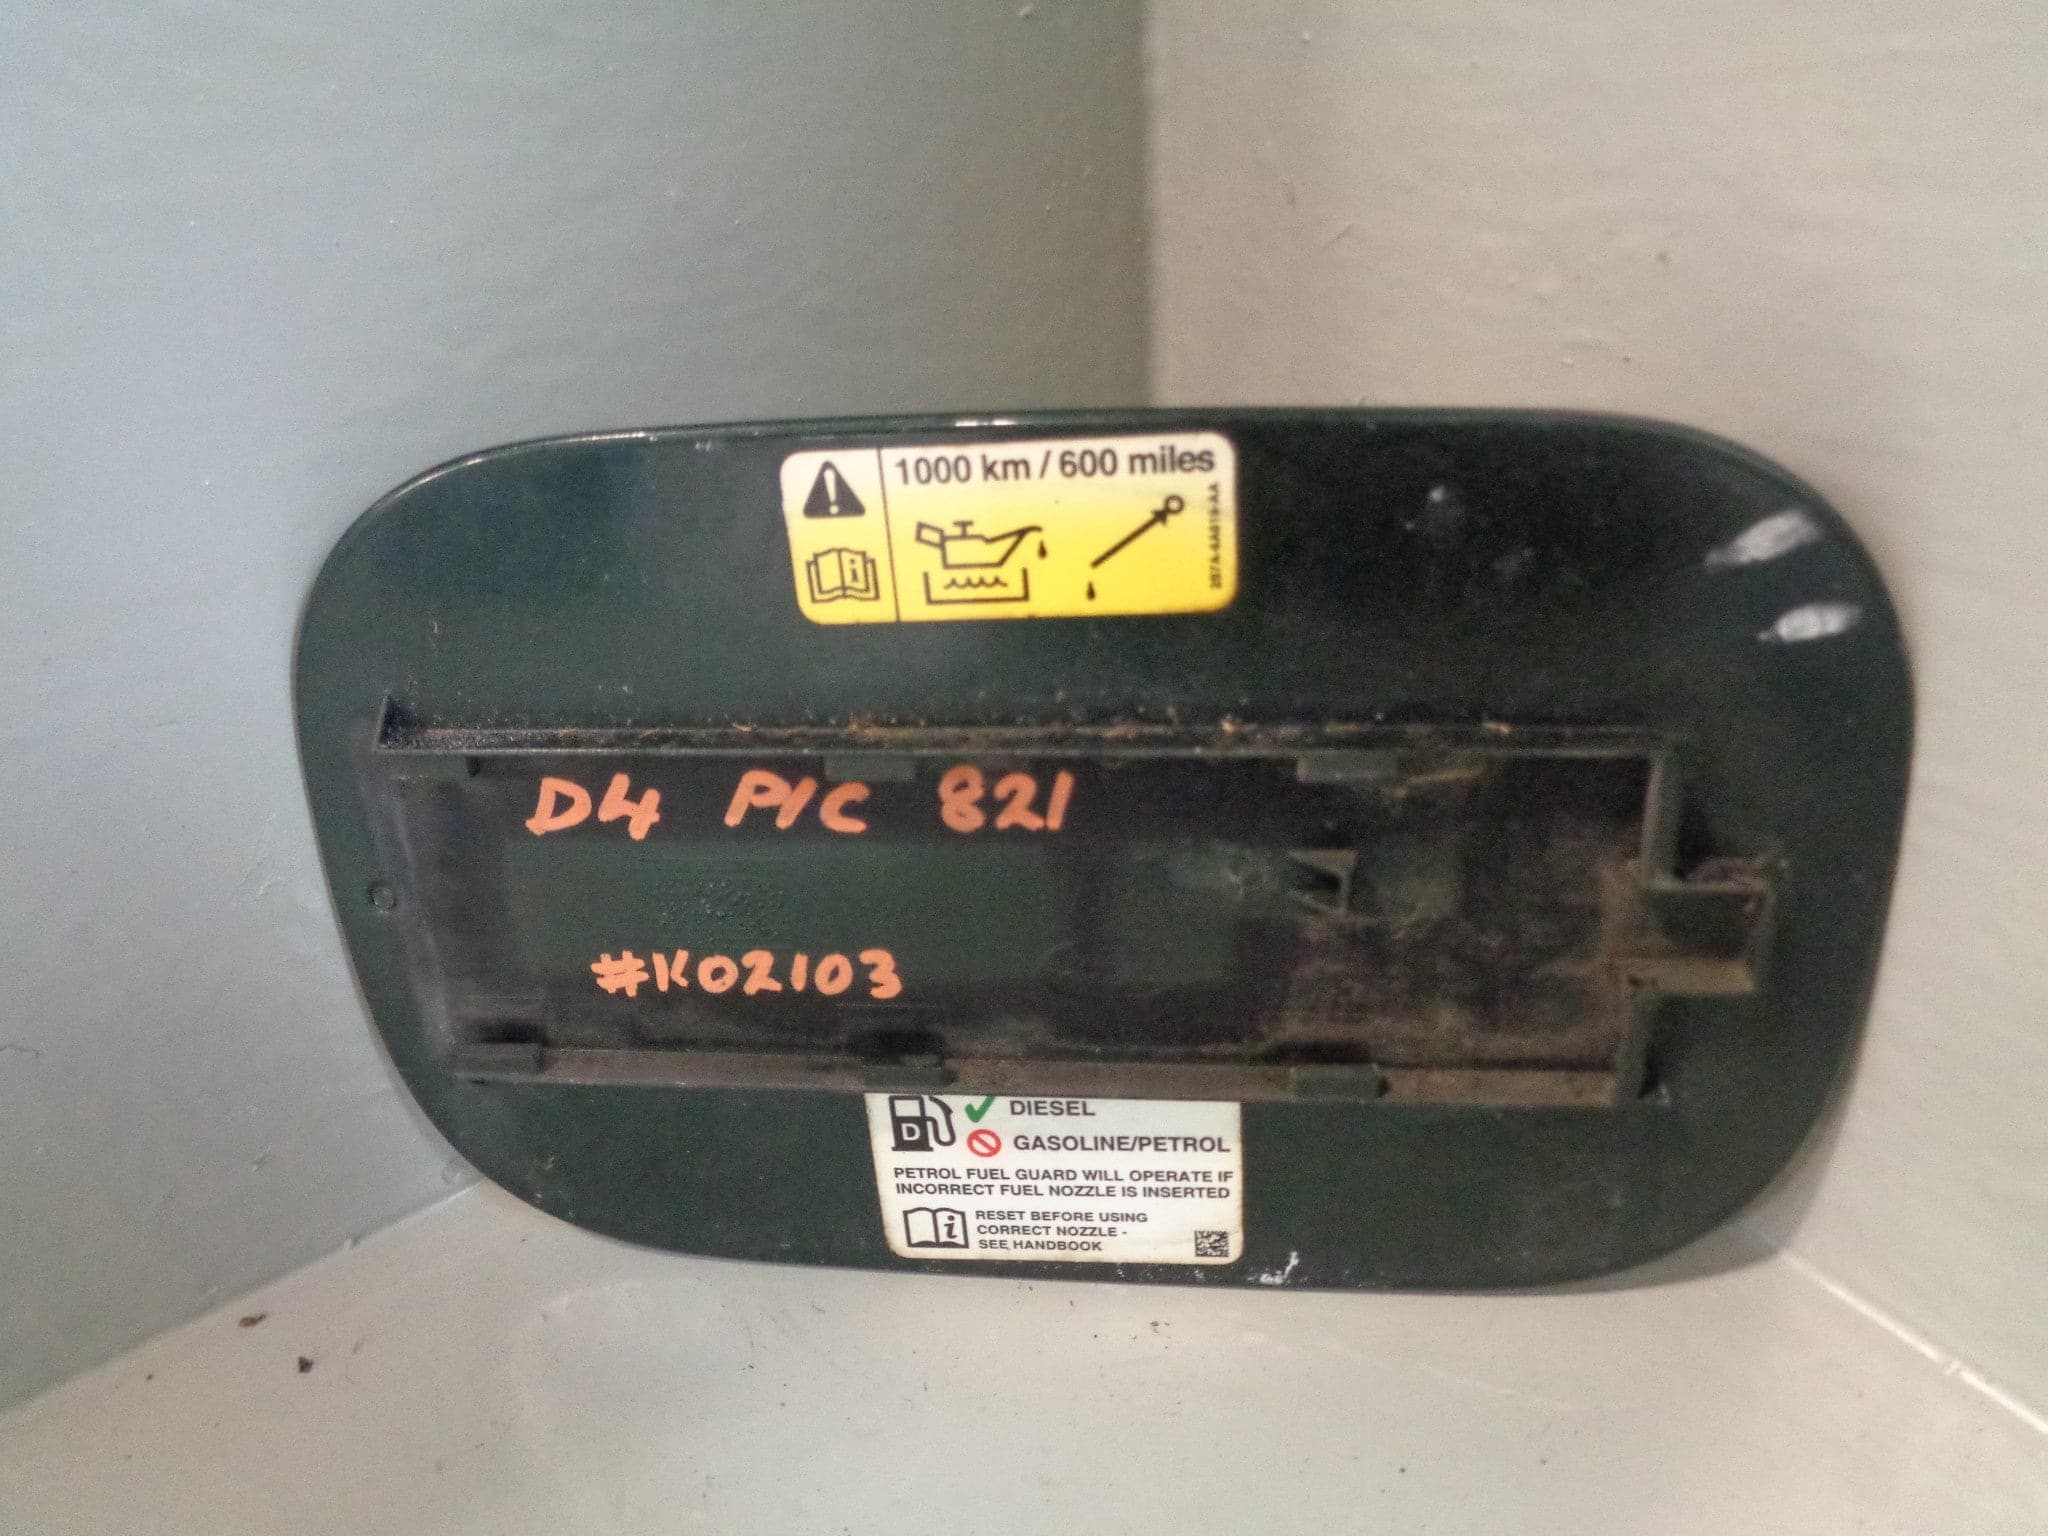 1000 km / 600 miles
D4 P/C 821
#K02103
D
DIESEL
GASOLINE/PETROL
PETROL FUEL GUARD WILL OPERATE IF
INCORRECT FUEL NOZZLE IS INSERTED
RESET BEFORE USING
CORRECT NOZZLE -
SEE HANDBOOK